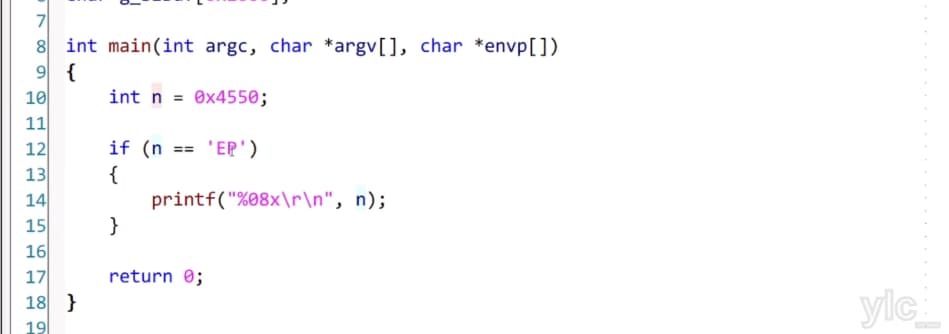 7
8 int main(int argc, char *argv[], char *envp[])
9 {
10 int n = 0x4550;
11
12 if (n == 'EP')
13 {
14 printf("%08x\r\n", n);
15 }
16
17 return 0;
18 }
19
ylc_